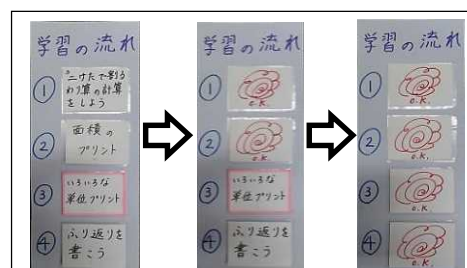 学習の流れ
①
二けたで割る
わり算の計算
をしよう
②
面積の
プリント
③
いろいろな
単位プリント
④
ふり返りを
書こう
学習の流れ
①
o.k.
②
o.k.
③
いろいろな
単位プリント
④
ふり返りを
書こう
学習の流れ
①
o.k.
②
o.k.
③
o.k.
④
o.k.